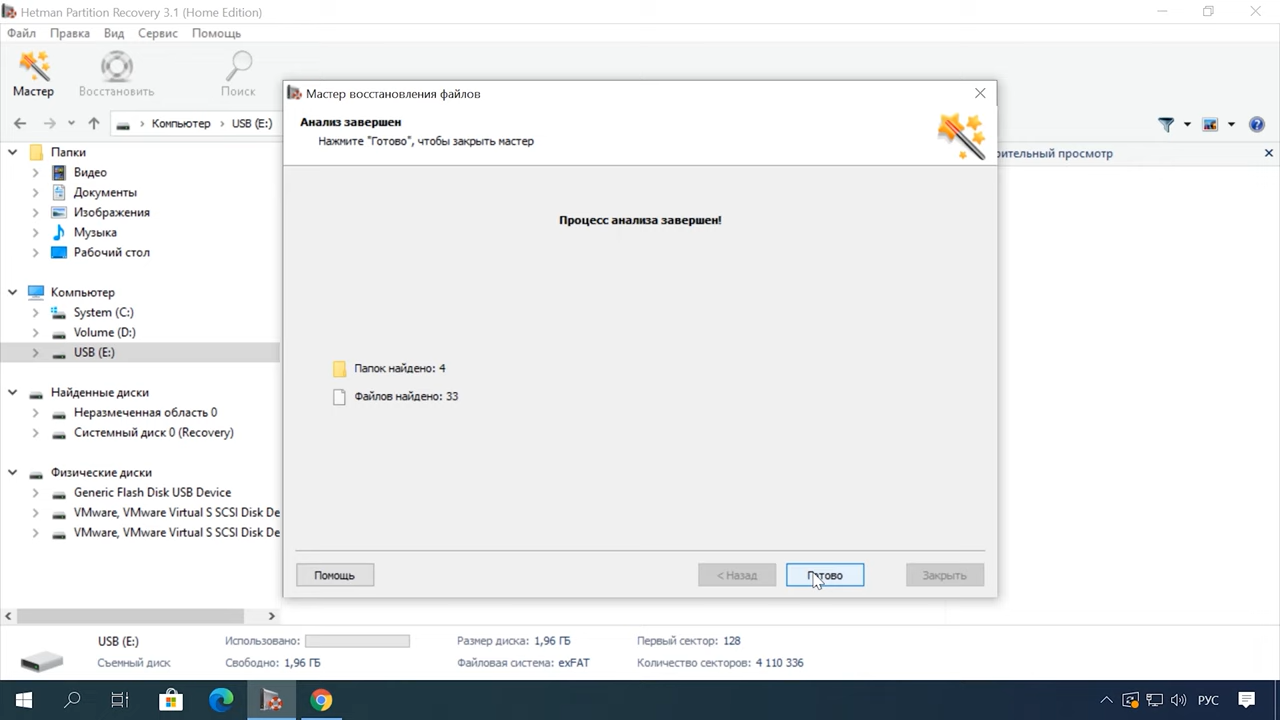 Hetman Partition Recovery 3.1 (Home Edition)
Файл Правка Вид Сервис Помощь
Мастер Восстановить Поиск
Компьютер USB (E:)
Папки
Видео
Документы
Изображения
Музыка
Рабочий стол
Компьютер
System (C:)
Volume (D:)
USB (E:)
Найденные диски
Неразмеченная область 0
Системный диск 0 (Recovery)
Физические диски
Generic Flash Disk USB Device
VMware, VMware Virtual S SCSI Disk De
VMware, VMware Virtual S SCSI Disk De
Мастер восстановления файлов
Анализ завершен
Нажмите "Готово", чтобы закрыть мастер
Процесс анализа завершен!
Папок найдено: 4
Файлов найдено: 33
Помощь < Назад Готово Закрыть
рительный просмотр
USB (E:) Использовано: Размер диска: 1,96 ГБ Первый сектор: 128
Съемный диск Свободно: 1,96 ГБ Файловая система: exFAT Количество секторов: 4 110 336
РУС